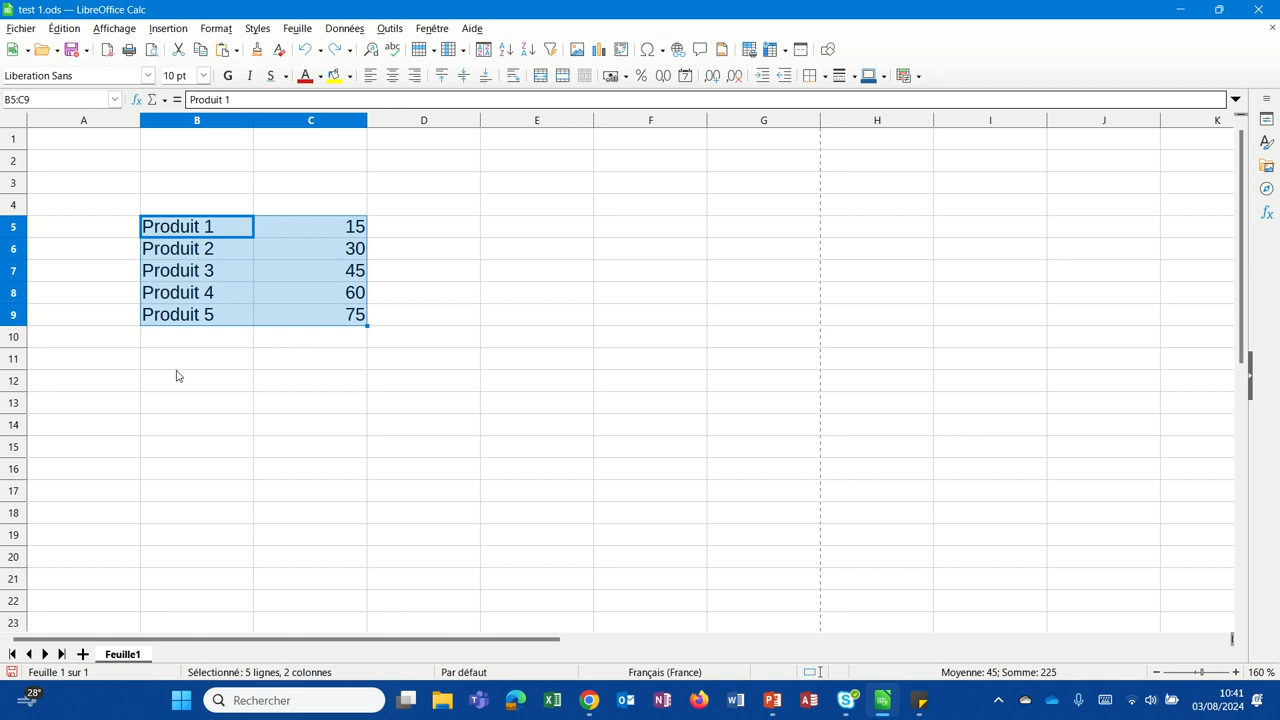 test 1.ods — LibreOffice Calc
Fichier Édition Affichage Insertion Format Styles Feuille Données Outils Fenêtre Aide
Liberation Sans 10 pt G I S
B5:C9 Produit 1
A B C D E F G H I J K
1
2
3
4
5 Produit 1 15
6 Produit 2 30
7 Produit 3 45
8 Produit 4 60
9 Produit 5 75
10
11
12
13
14
15
16
17
18
19
20
21
22
23
Feuille1
Feuille 1 sur 1 Sélectionné : 5 lignes, 2 colonnes Par défaut Français (France) Moyenne: 45; Somme: 225 160 %
28° Rechercher 10:41
03/08/2024